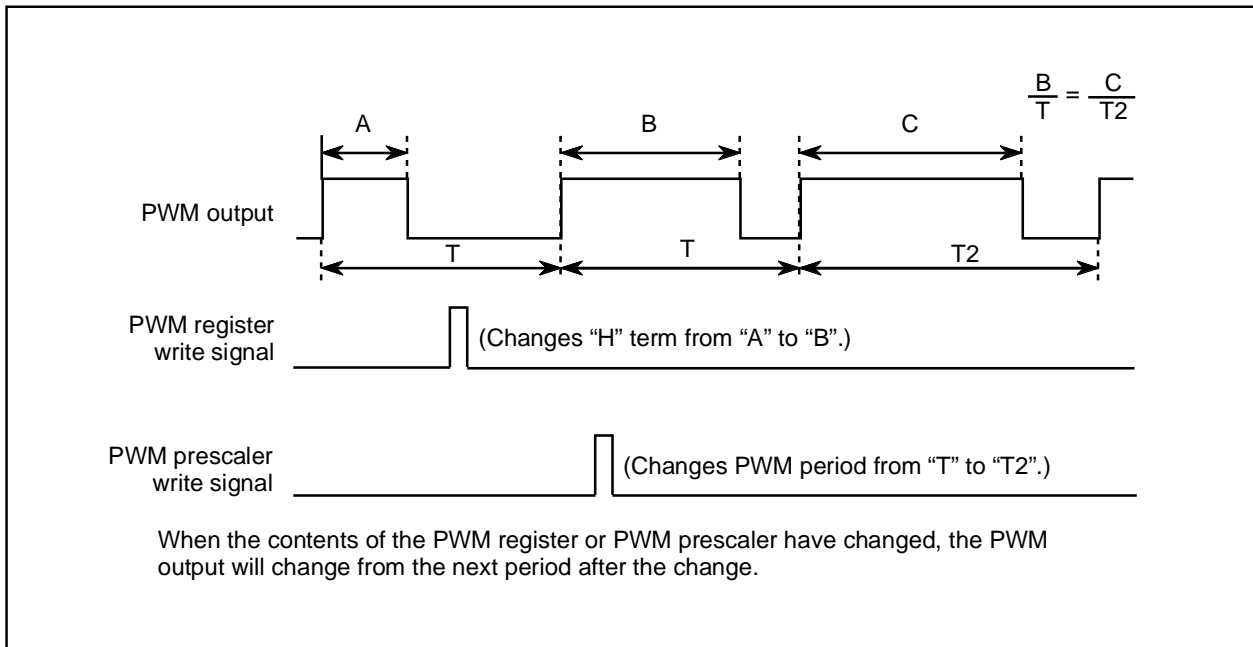 B/T = C/T2
A
B
C
PWM output
T
T
T2
PWM register
write signal
(Changes “H” term from “A” to “B”.)
PWM prescaler
write signal
(Changes PWM period from “T” to “T2”.)
When the contents of the PWM register or PWM prescaler have changed, the PWM
output will change from the next period after the change.